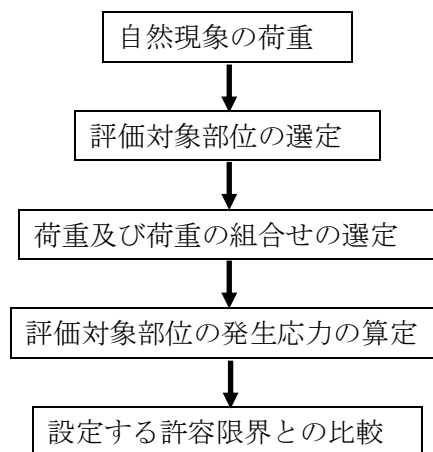 自然現象の荷重
評価対象部位の選定
荷重及び荷重の組合せの選定
評価対象部位の発生応力の算定
設定する許容限界との比較